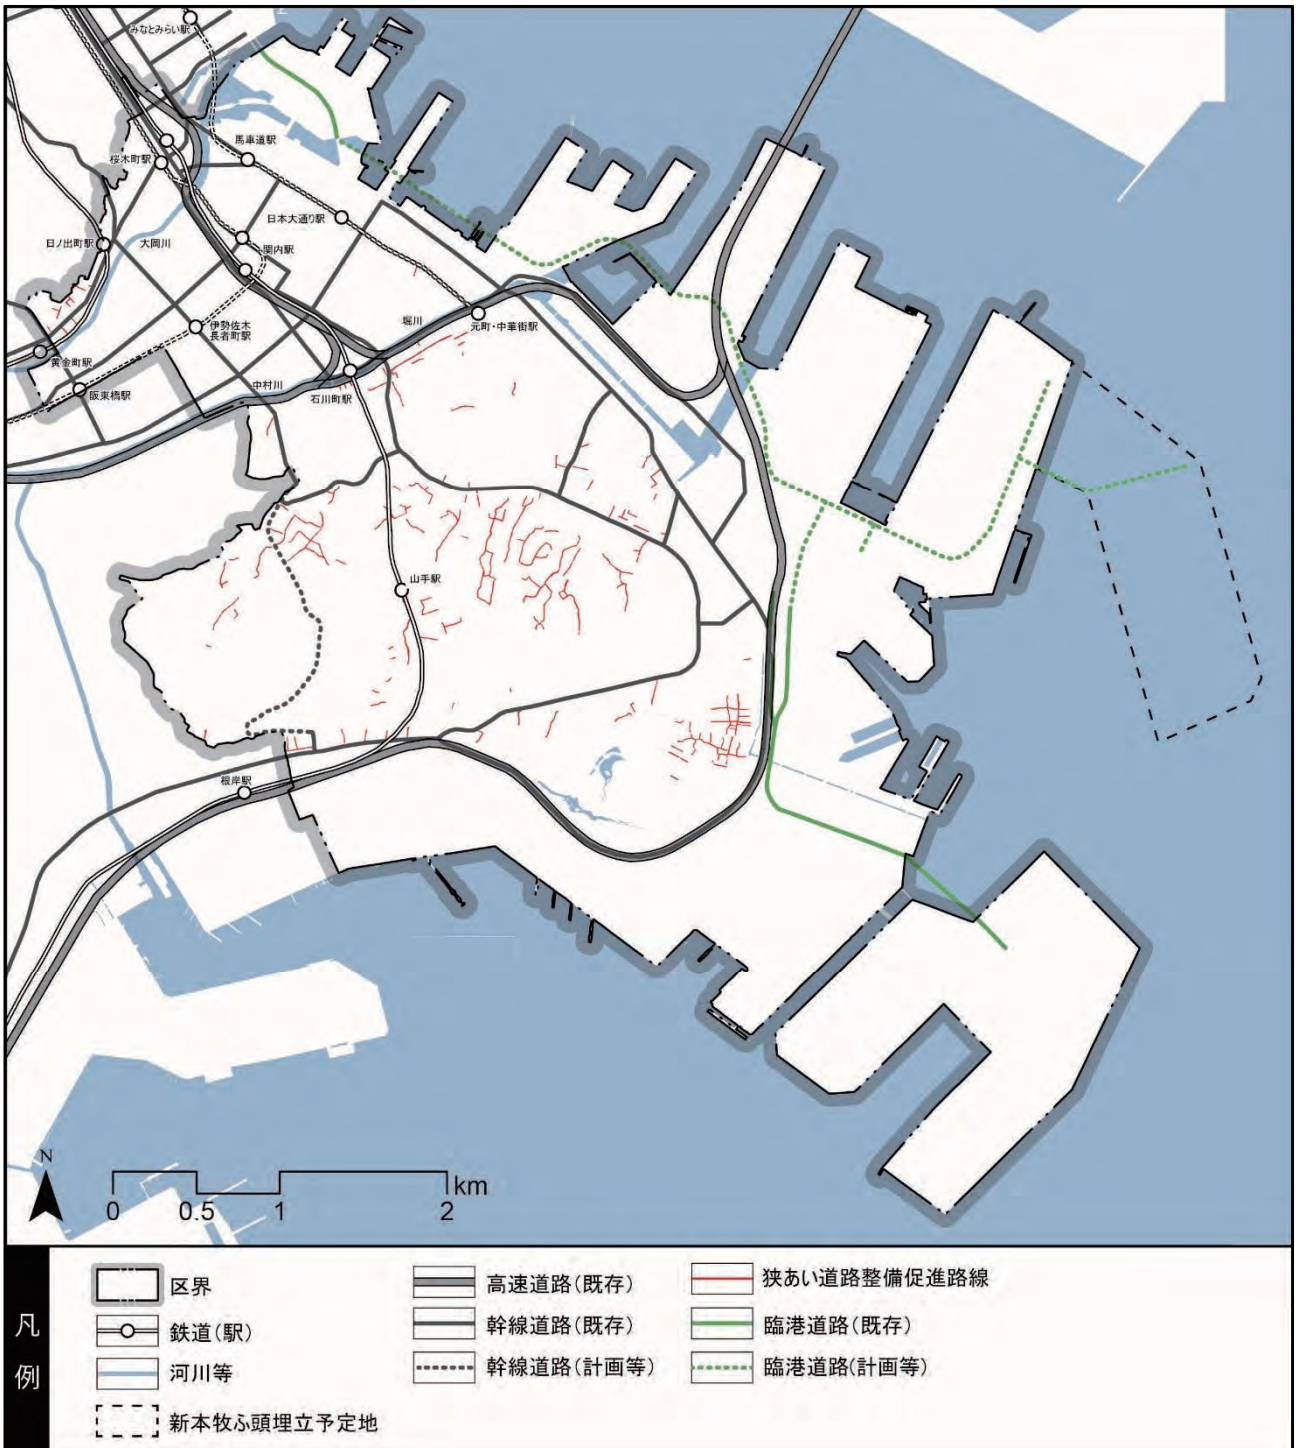 みなとみらい駅
馬車道駅
桜木町駅
日本大通り駅
日ノ出町駅
大岡川
関内駅
堀川
元町・中華街駅
伊勢佐木
長者町駅
黄金町駅
阪東橋駅
中村川
石川町駅
山手駅
根岸駅
N
km
0
0.5
1
2
凡例
区界
鉄道(駅)
河川等
新本牧ふ頭埋立予定地
高速道路(既存)
幹線道路(既存)
幹線道路(計画等)
狭あい道路整備促進路線
臨港道路(既存)
臨港道路(計画等)